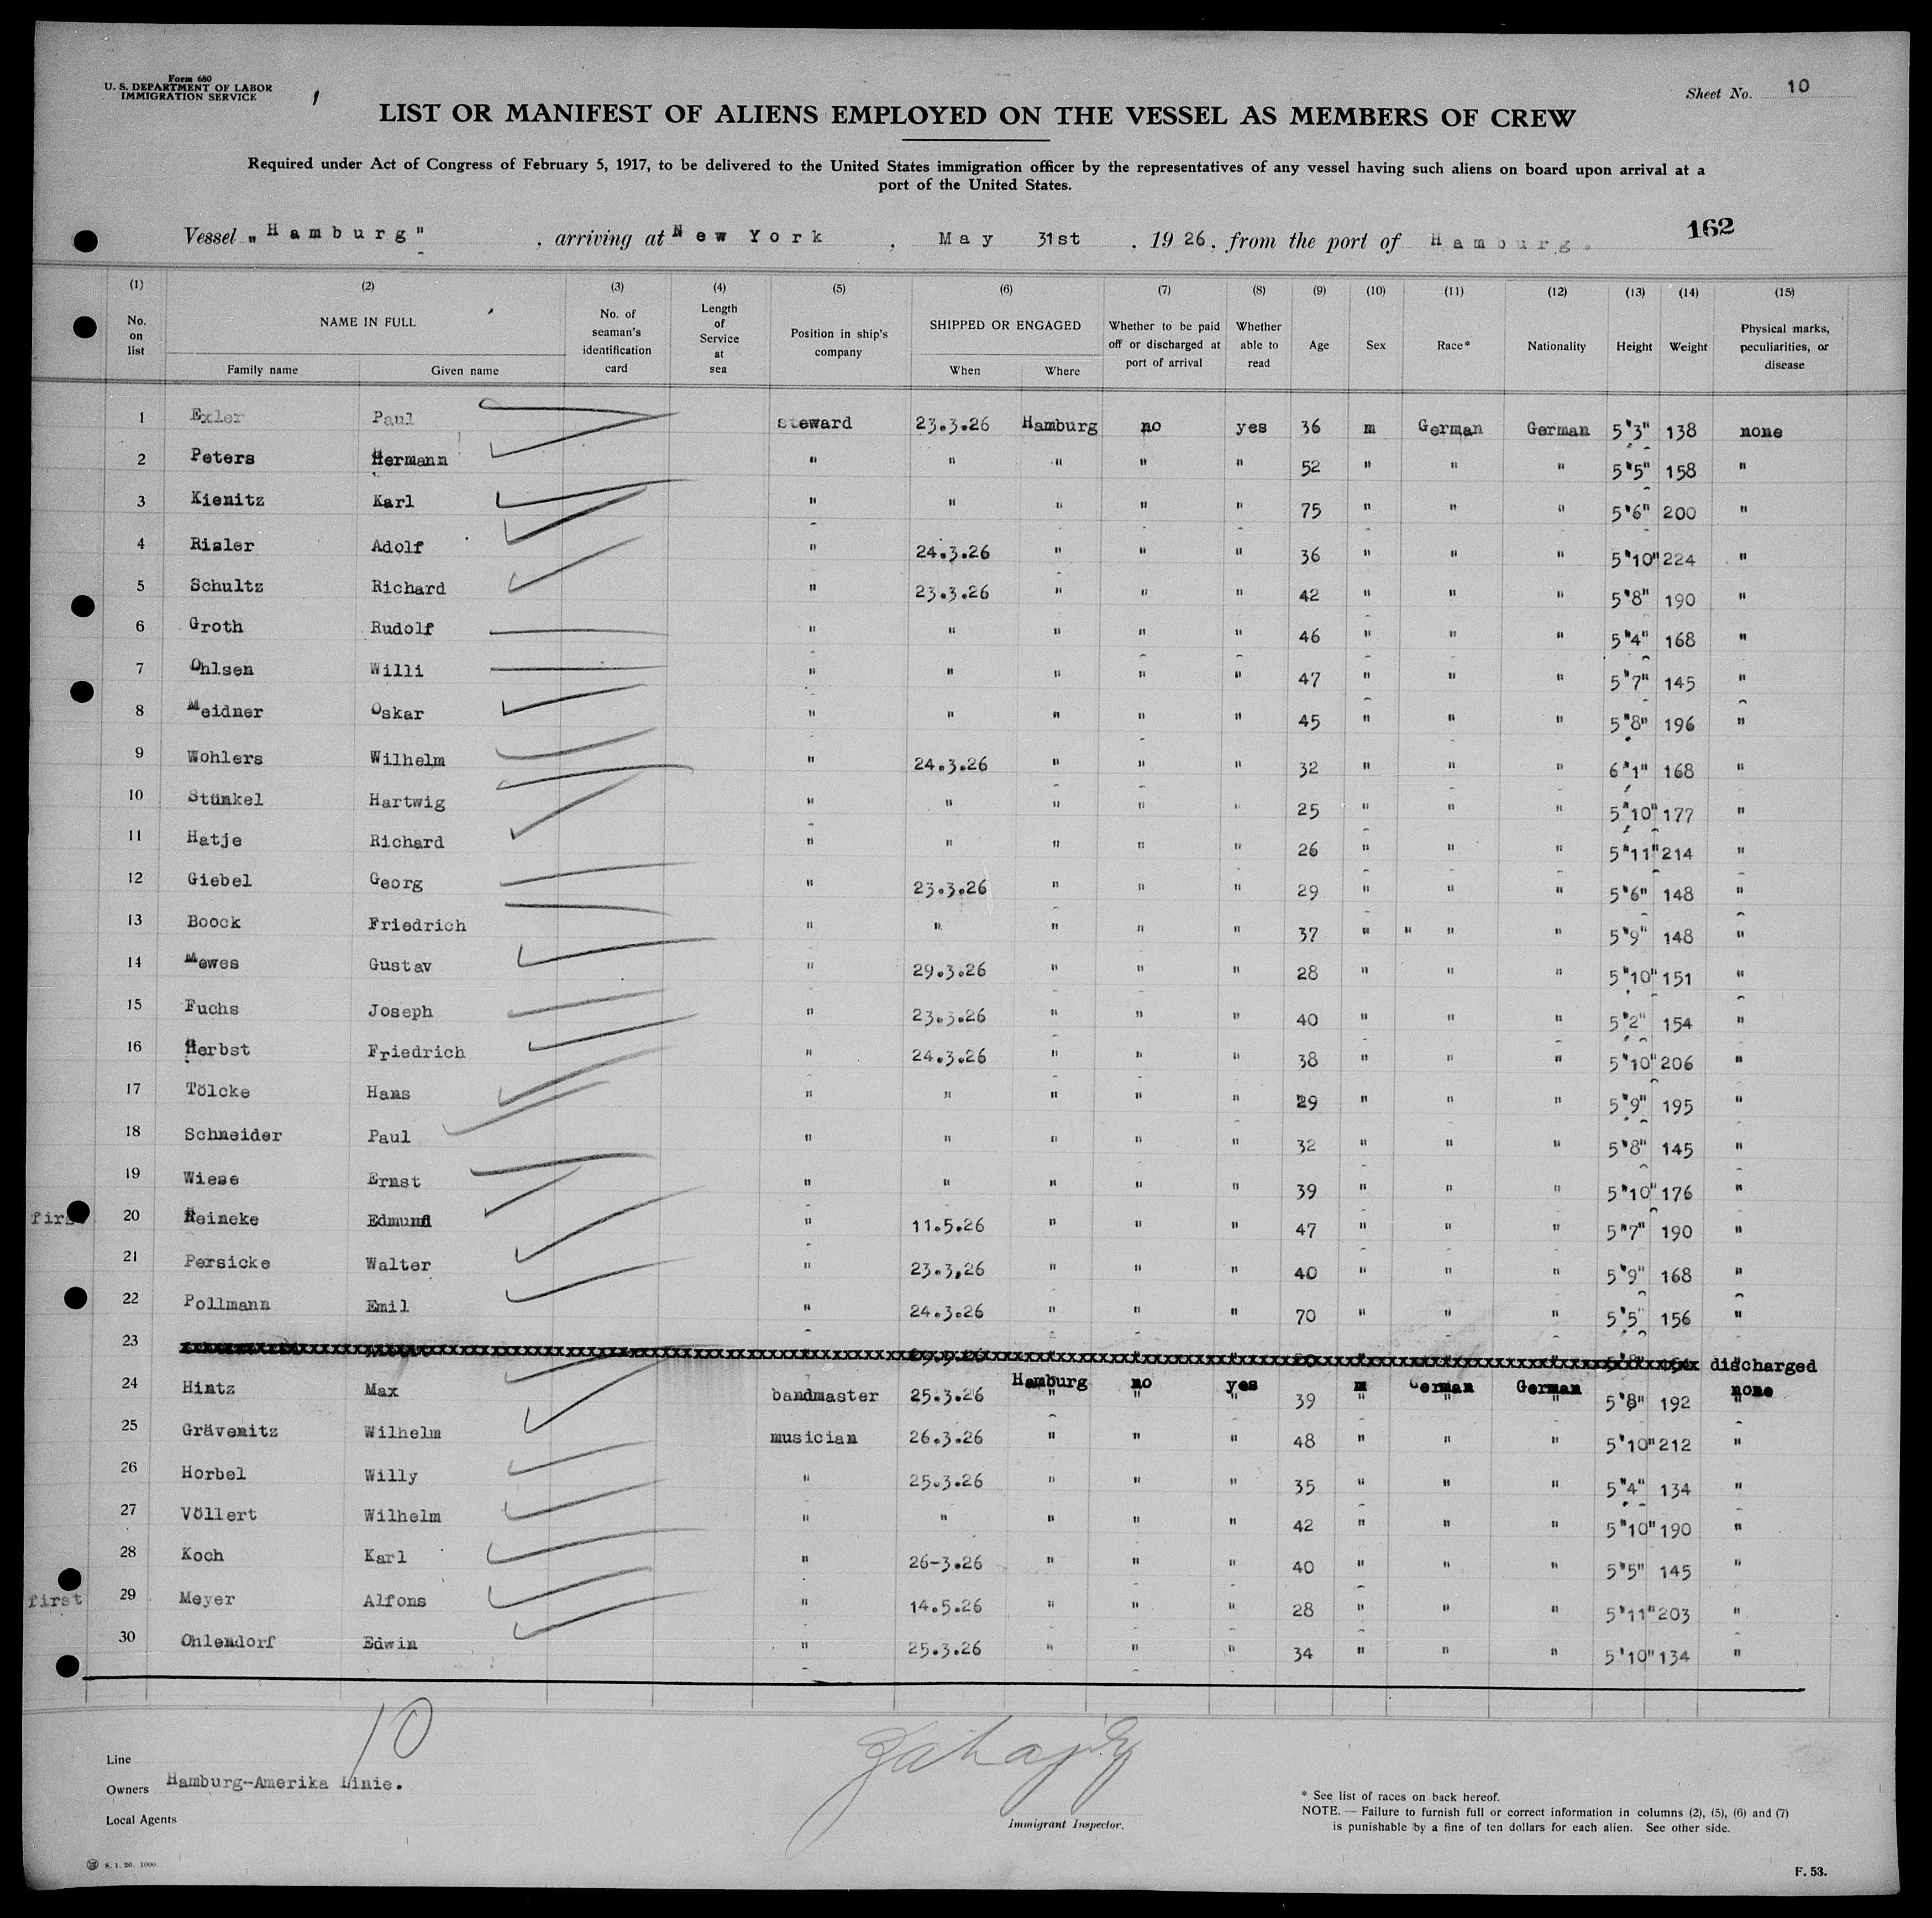 Form 680
U. S. DEPARTMENT OF LABOR
IMMIGRATION SERVICE
Sheet No. 10
LIST OR MANIFEST OF ALIENS EMPLOYED ON THE VESSEL AS MEMBERS OF CREW
Required under Act of Congress of February 5, 1917, to be delivered to the United States immigration officer by the representatives of any vessel having such aliens on board upon arrival at a
port of the United States.
162
Vessel „Hamburg" , arriving at New York , May 31st , 1926, from the port of Hamburg.
(1) (2) (3) (4) (5) (6) (7) (8) (9) (10) (11) (12) (13) (14) (15)
No. on list NAME IN FULL No. of seaman's identification card Length of Service at sea Position in ship's company SHIPPED OR ENGAGED Whether to be paid off or discharged at port of arrival Whether able to read Age Sex Race* Nationality Height Weight Physical marks, peculiarities, or disease
Family name Given name When Where
1 Exler Paul steward 23.3.26 Hamburg no yes 36 m German German 5'3" 138 none
2 Peters Hermann " " " " " 52 " " " 5'5" 158 "
3 Kienitz Karl " " " " " 75 " " " 5'6" 200 "
4 Risler Adolf " 24.3.26 " " " 36 " " " 5'10" 224 "
5 Schultz Richard " 23.3.26 " " " 42 " " " 5'8" 190 "
6 Groth Rudolf " " " " " 46 " " " 5'4" 168 "
7 Ohlsen Willi " " " " " 47 " " " 5'7" 145 "
8 Meidner Oskar " " " " " 45 " " " 5'8" 196 "
9 Wohlers Wilhelm " 24.3.26 " " " 32 " " " 6'1" 168 "
10 Stünkel Hartwig " " " " " 25 " " " 5'10" 177 "
11 Hatje Richard " " " " " 26 " " " 5'11" 214 "
12 Giebel Georg " 23.3.26 " " " 29 " " " 5'6" 148 "
13 Boock Friedrich " " " " " 37 " " " " 5'9" 148 "
14 Mewes Gustav " 29.3.26 " " " 28 " " " 5'10" 151 "
15 Fuchs Joseph " 23.3.26 " " " 40 " " " 5'2" 154 "
16 Herbst Friedrich " 24.3.26 " " " 38 " " " 5'10" 206 "
17 Tölcke Hans " " " " " 29 " " " 5'9" 195 "
18 Schneider Paul " " " " " 32 " " " 5'8" 145 "
19 Wiese Ernst " " " " " 39 " " " 5'10" 176 "
first 20 Reineke Edmund " 11.5.26 " " " 47 " " " 5'7" 190 "
21 Persicke Walter " 23.3.26 " " " 40 " " " 5'9" 168 "
22 Pollmann Emil " 24.3.26 " " " 70 " " " 5'5" 156 "
23 discharged
24 Hintz Max bandmaster 25.3.26 Hamburg no yes 39 m German German 5'8" 192 none
25 Grävenitz Wilhelm musician 26.3.26 " " " 48 " " " 5'10" 212 "
26 Horbel Willy " 25.3.26 " " " 35 " " " 5'4" 134 "
27 Völlert Wilhelm " " " " " 42 " " " 5'10" 190 "
28 Koch Karl " 26-3.26 " " " 40 " " " 5'5" 145 "
first 29 Meyer Alfons " 14.5.26 " " " 28 " " " 5'11" 203 "
30 Ohlendorf Edwin " 25.3.26 " " " 34 " " " 5'10" 134 "
10
Line
Owners Hamburg-Amerika Linie.
Local Agents
Immigrant Inspector.
* See list of races on back hereof.
NOTE. — Failure to furnish full or correct information in columns (2), (5), (6) and (7)
is punishable by a fine of ten dollars for each alien. See other side.
8. 1. 26. 1000.
F. 53.